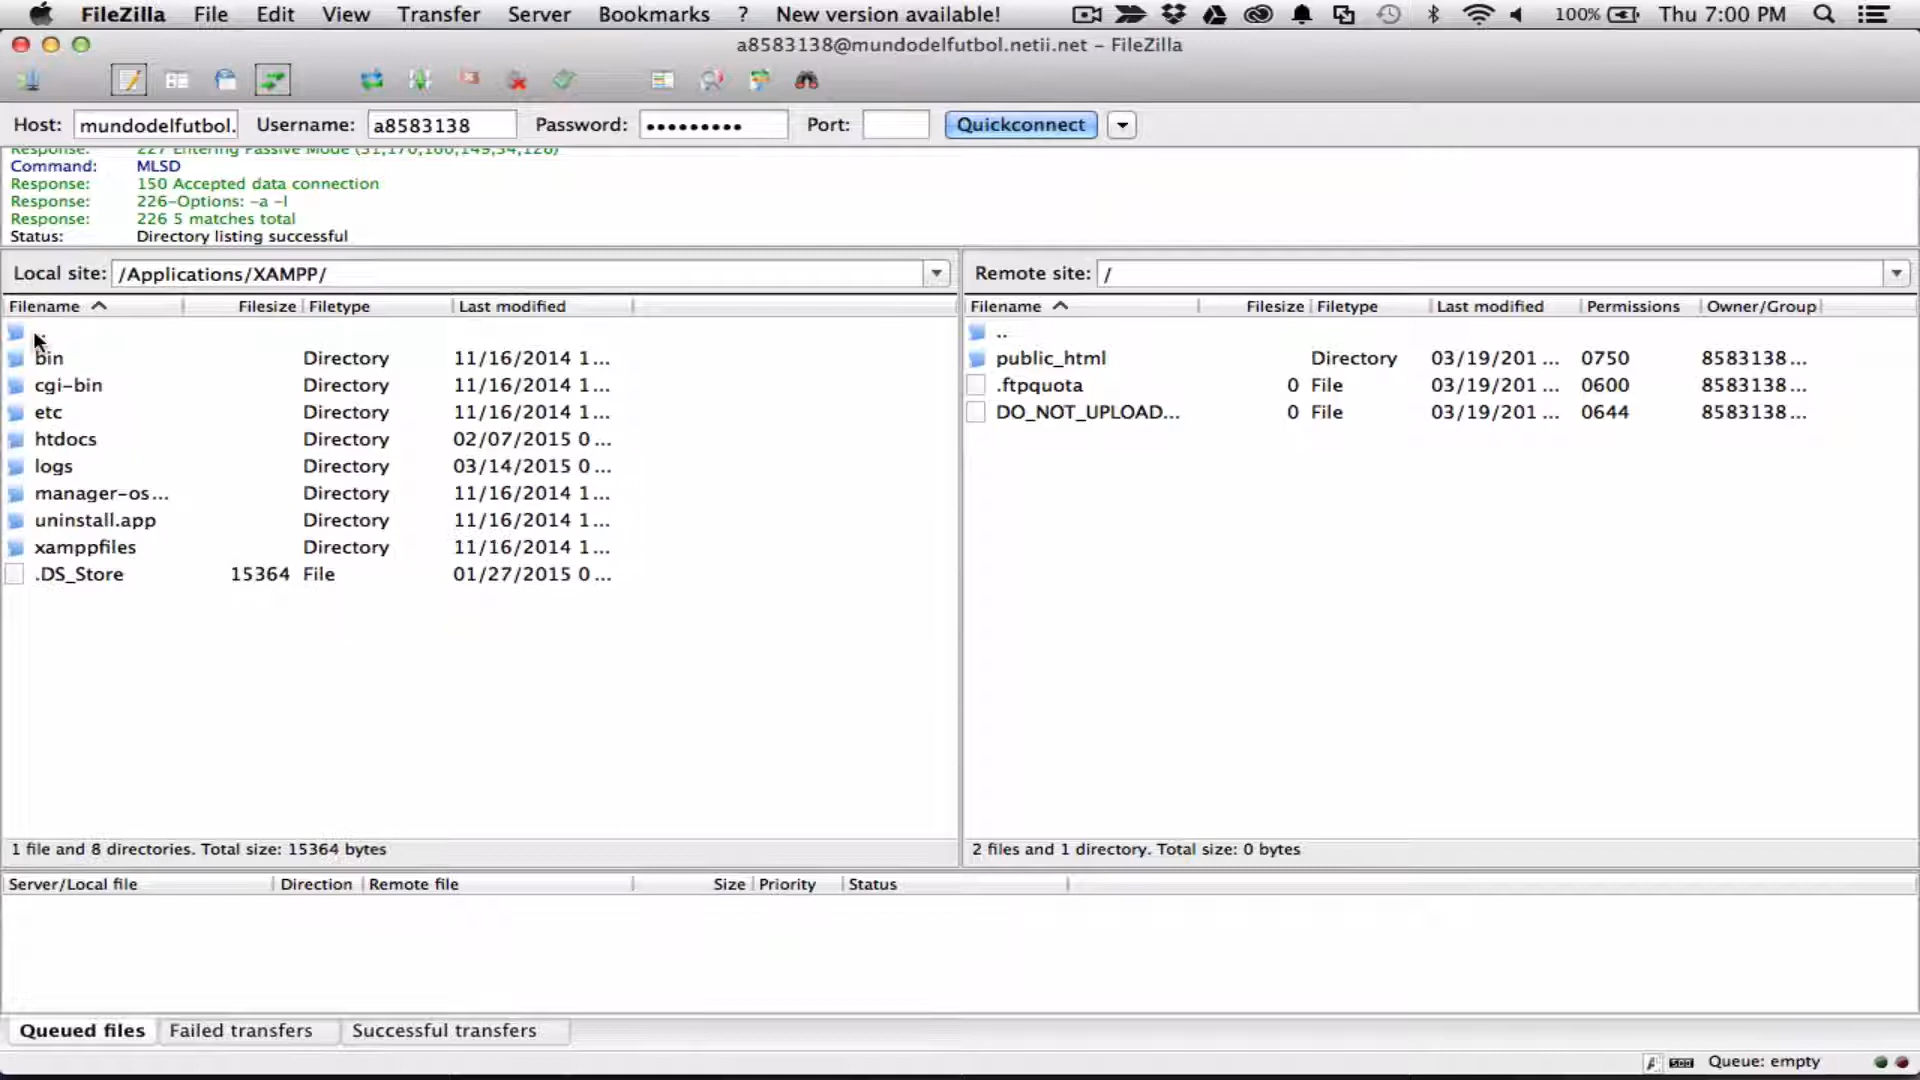 FileZilla File Edit View Transfer Server Bookmarks ? New version available! 100% Thu 7:00 PM
a8583138@mundodelfutbol.netii.net – FileZilla
Host: mundodelfutbol. Username: a8583138 Password: ••••••••• Port: Quickconnect
Response: 227 Entering Passive Mode
Command: MLSD
Response: 150 Accepted data connection
Response: 226-Options: -a -l
Response: 226 5 matches total
Status: Directory listing successful
Local site: /Applications/XAMPP/
Filename Filesize Filetype Last modified
bin Directory 11/16/2014 1...
cgi-bin Directory 11/16/2014 1...
etc Directory 11/16/2014 1...
htdocs Directory 02/07/2015 0...
logs Directory 03/14/2015 0...
manager-os... Directory 11/16/2014 1...
uninstall.app Directory 11/16/2014 1...
xamppfiles Directory 11/16/2014 1...
.DS_Store 15364 File 01/27/2015 0...
1 file and 8 directories. Total size: 15364 bytes
Remote site: /
Filename Filesize Filetype Last modified Permissions Owner/Group
..
public_html Directory 03/19/201... 0750 8583138...
.ftpquota 0 File 03/19/201... 0600 8583138...
DO_NOT_UPLOAD... 0 File 03/19/201... 0644 8583138...
2 files and 1 directory. Total size: 0 bytes
Server/Local file Direction Remote file Size Priority Status
Queued files Failed transfers Successful transfers
Queue: empty